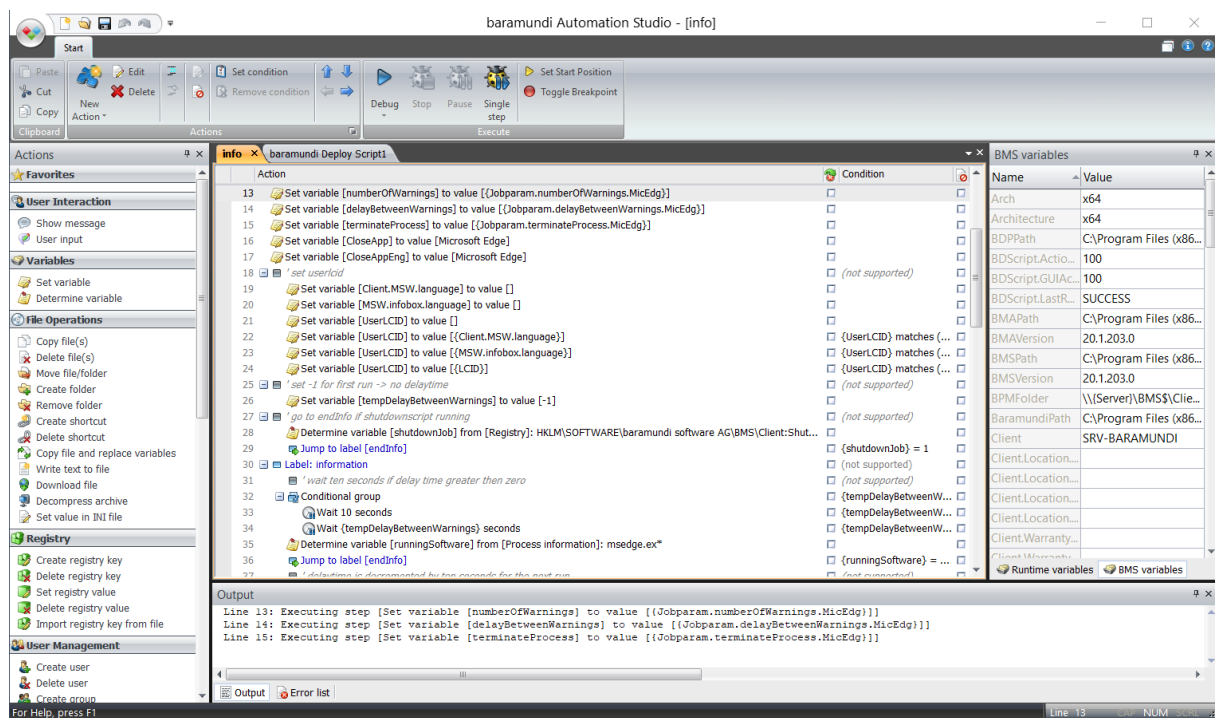 baramundi Automation Studio - [info]
Start
Paste
Cut
Copy
Clipboard
New Action
Edit
Delete
Set condition
Remove condition
Actions
Debug
Stop
Pause
Single step
Set Start Position
Toggle Breakpoint
Execute
Actions
Favorites
User Interaction
Show message
User input
Variables
Set variable
Determine variable
File Operations
Copy file(s)
Delete file(s)
Move file/folder
Create folder
Remove folder
Create shortcut
Delete shortcut
Copy file and replace variables
Write text to file
Download file
Decompress archive
Set value in INI file
Registry
Create registry key
Delete registry key
Set registry value
Delete registry value
Import registry key from file
User Management
Create user
Delete user
Create group
info
baramundi Deploy Script1
Action Condition
13 Set variable [numberOfWarnings] to value [{Jobparam.numberOfWarnings.MicEdg}]
14 Set variable [delayBetweenWarnings] to value [{Jobparam.delayBetweenWarnings.MicEdg}]
15 Set variable [terminateProcess] to value [{Jobparam.terminateProcess.MicEdg}]
16 Set variable [CloseApp] to value [Microsoft Edge]
17 Set variable [CloseAppEng] to value [Microsoft Edge]
18 ' set userlcid (not supported)
19 Set variable [Client.MSW.language] to value []
20 Set variable [MSW.infobox.language] to value []
21 Set variable [UserLCID] to value []
22 Set variable [UserLCID] to value [{Client.MSW.language}] {UserLCID} matches (...
23 Set variable [UserLCID] to value [{MSW.infobox.language}] {UserLCID} matches (...
24 Set variable [UserLCID] to value [{LCID}] {UserLCID} matches (...
25 ' set -1 for first run -> no delaytime (not supported)
26 Set variable [tempDelayBetweenWarnings] to value [-1]
27 ' go to endInfo if shutdownscript running (not supported)
28 Determine variable [shutdownJob] from [Registry]: HKLM\SOFTWARE\baramundi software AG\BMS\Client:Shut...
29 Jump to label [endInfo] {shutdownJob} = 1
30 Label: information (not supported)
31 ' wait ten seconds if delay time greater then zero (not supported)
32 Conditional group {tempDelayBetweenW...
33 Wait 10 seconds {tempDelayBetweenW...
34 Wait {tempDelayBetweenWarnings} seconds {tempDelayBetweenW...
35 Determine variable [runningSoftware] from [Process information]: msedge.ex*
36 Jump to label [endInfo] {runningSoftware} = ...
37 ' delaytime is decremented by ten seconds for the next run (not supported)
BMS variables
Name Value
Arch x64
Architecture x64
BDPPath C:\Program Files (x86...
BDScript.Actio... 100
BDScript.GUIAc... 100
BDScript.LastR... SUCCESS
BMAPath C:\Program Files (x86...
BMAVersion 20.1.203.0
BMSPath C:\Program Files (x86...
BMSVersion 20.1.203.0
BPMFolder \\{Server}\BMS$\Clie...
BaramundiPath C:\Program Files (x86...
Client SRV-BARAMUNDI
Client.Location....
Client.Location....
Client.Location....
Client.Location....
Client.Warranty...
Client.Warranty
Runtime variables
BMS variables
Output
Line 13: Executing step [Set variable [numberOfWarnings] to value [{Jobparam.numberOfWarnings.MicEdg}]]
Line 14: Executing step [Set variable [delayBetweenWarnings] to value [{Jobparam.delayBetweenWarnings.MicEdg}]]
Line 15: Executing step [Set variable [terminateProcess] to value [{Jobparam.terminateProcess.MicEdg}]]
Output
Error list
For Help, press F1
Line 13 CAP NUM SCRL